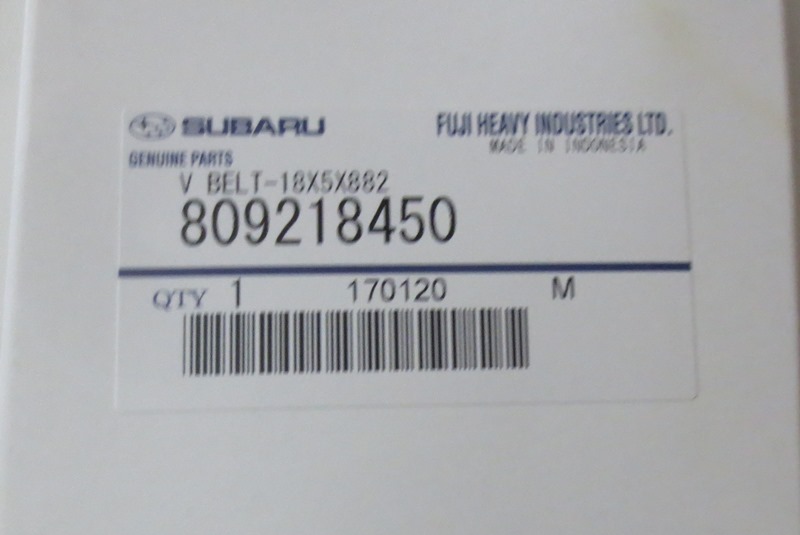 SUBARU
FUJI HEAVY INDUSTRIES LTD.
MADE IN INDONESIA
GENUINE PARTS
V BELT-18X5X882
809218450
QTY 1 170120 M